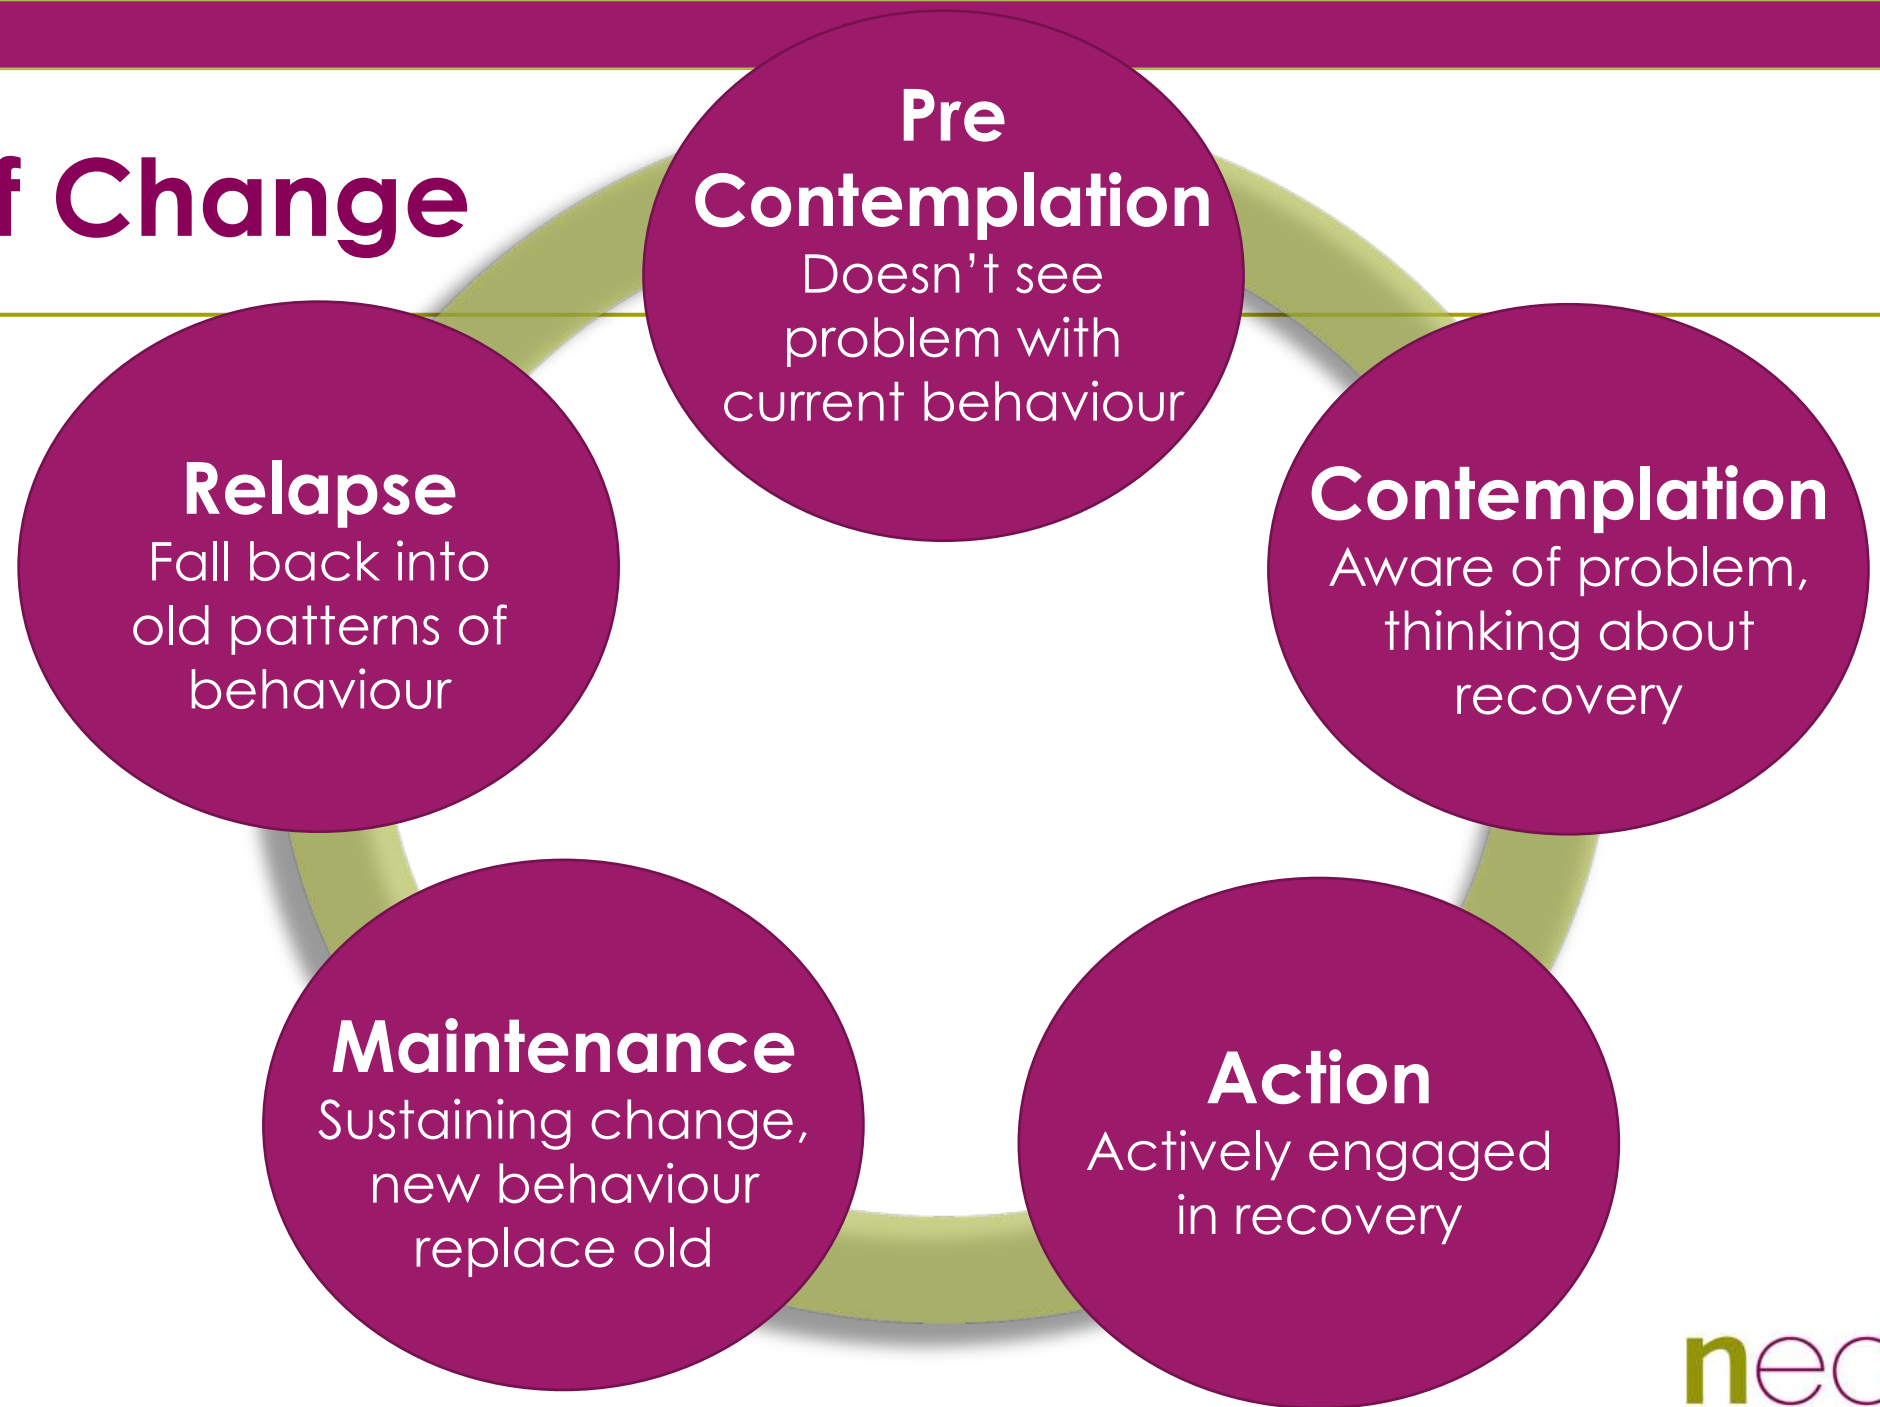 f Change
Pre
Contemplation
Doesn't see
problem with
current behaviour
Contemplation
Aware of problem,
thinking about
recovery
Action
Actively engaged
in recovery
Maintenance
Sustaining change,
new behaviour
replace old
Relapse
Fall back into
old patterns of
behaviour